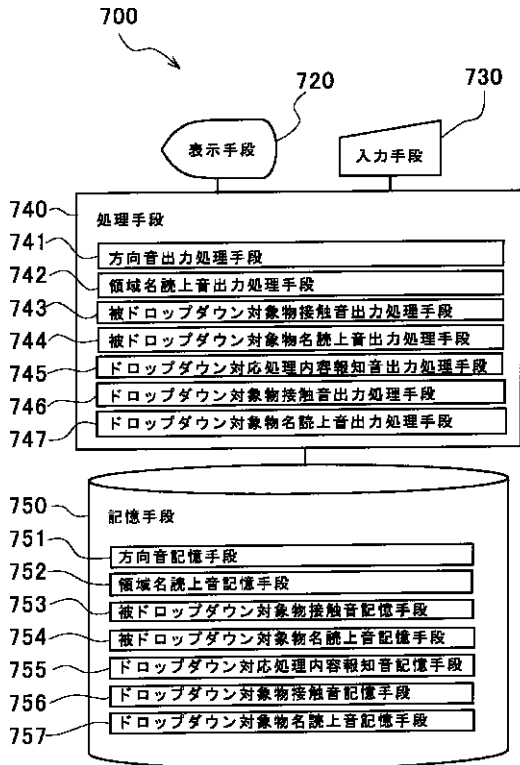 700
720
730
表示手段
入力手段
740
処理手段
741
方向音出力処理手段
742
領域名読上音出力処理手段
743
被ドロップダウン対象物接触音出力処理手段
744
被ドロップダウン対象物名読上音出力処理手段
745
ドロップダウン対応処理内容報知音出力処理手段
746
ドロップダウン対象物接触音出力処理手段
747
ドロップダウン対象物名読上音出力処理手段
750
記憶手段
751
方向音記憶手段
752
領域名読上音記憶手段
753
被ドロップダウン対象物接触音記憶手段
754
被ドロップダウン対象物名読上音記憶手段
755
ドロップダウン対応処理内容報知音記憶手段
756
ドロップダウン対象物接触音記憶手段
757
ドロップダウン対象物名読上音記憶手段